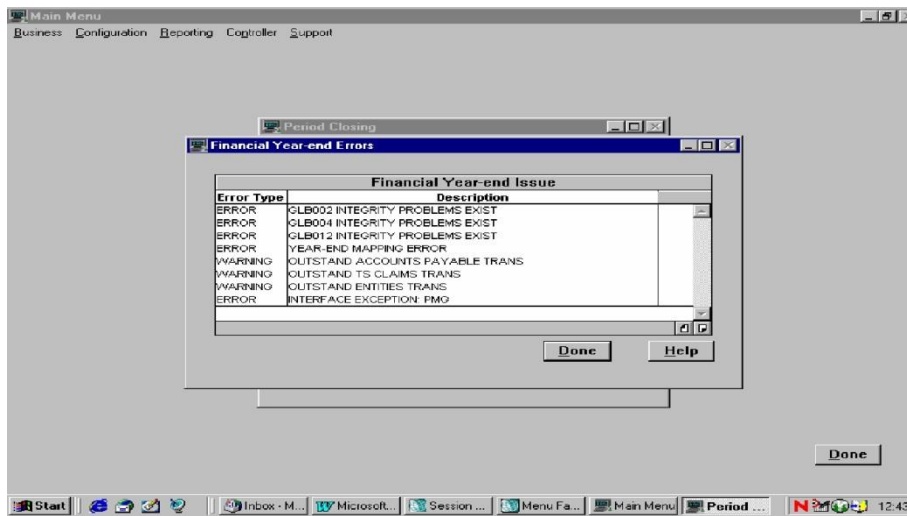 Main Menu
Business Configuration Reporting Controller Support
Period Closing
Financial Year-end Errors
Financial Year-end Issue
Error Type Description
ERROR GLB002 INTEGRITY PROBLEMS EXIST
ERROR GLB004 INTEGRITY PROBLEMS EXIST
ERROR GLB012 INTEGRITY PROBLEMS EXIST
ERROR YEAR-END MAPPING ERROR
WARNING OUTSTAND ACCOUNTS PAYABLE TRANS
WARNING OUTSTAND TS CLAIMS TRANS
WARNING OUTSTAND ENTITIES TRANS
ERROR INTERFACE EXCEPTION: PMG
Done Help
Done
Start Inbox - M... Microsoft... Session ... Menu Fa... Main Menu Period ... 12:43